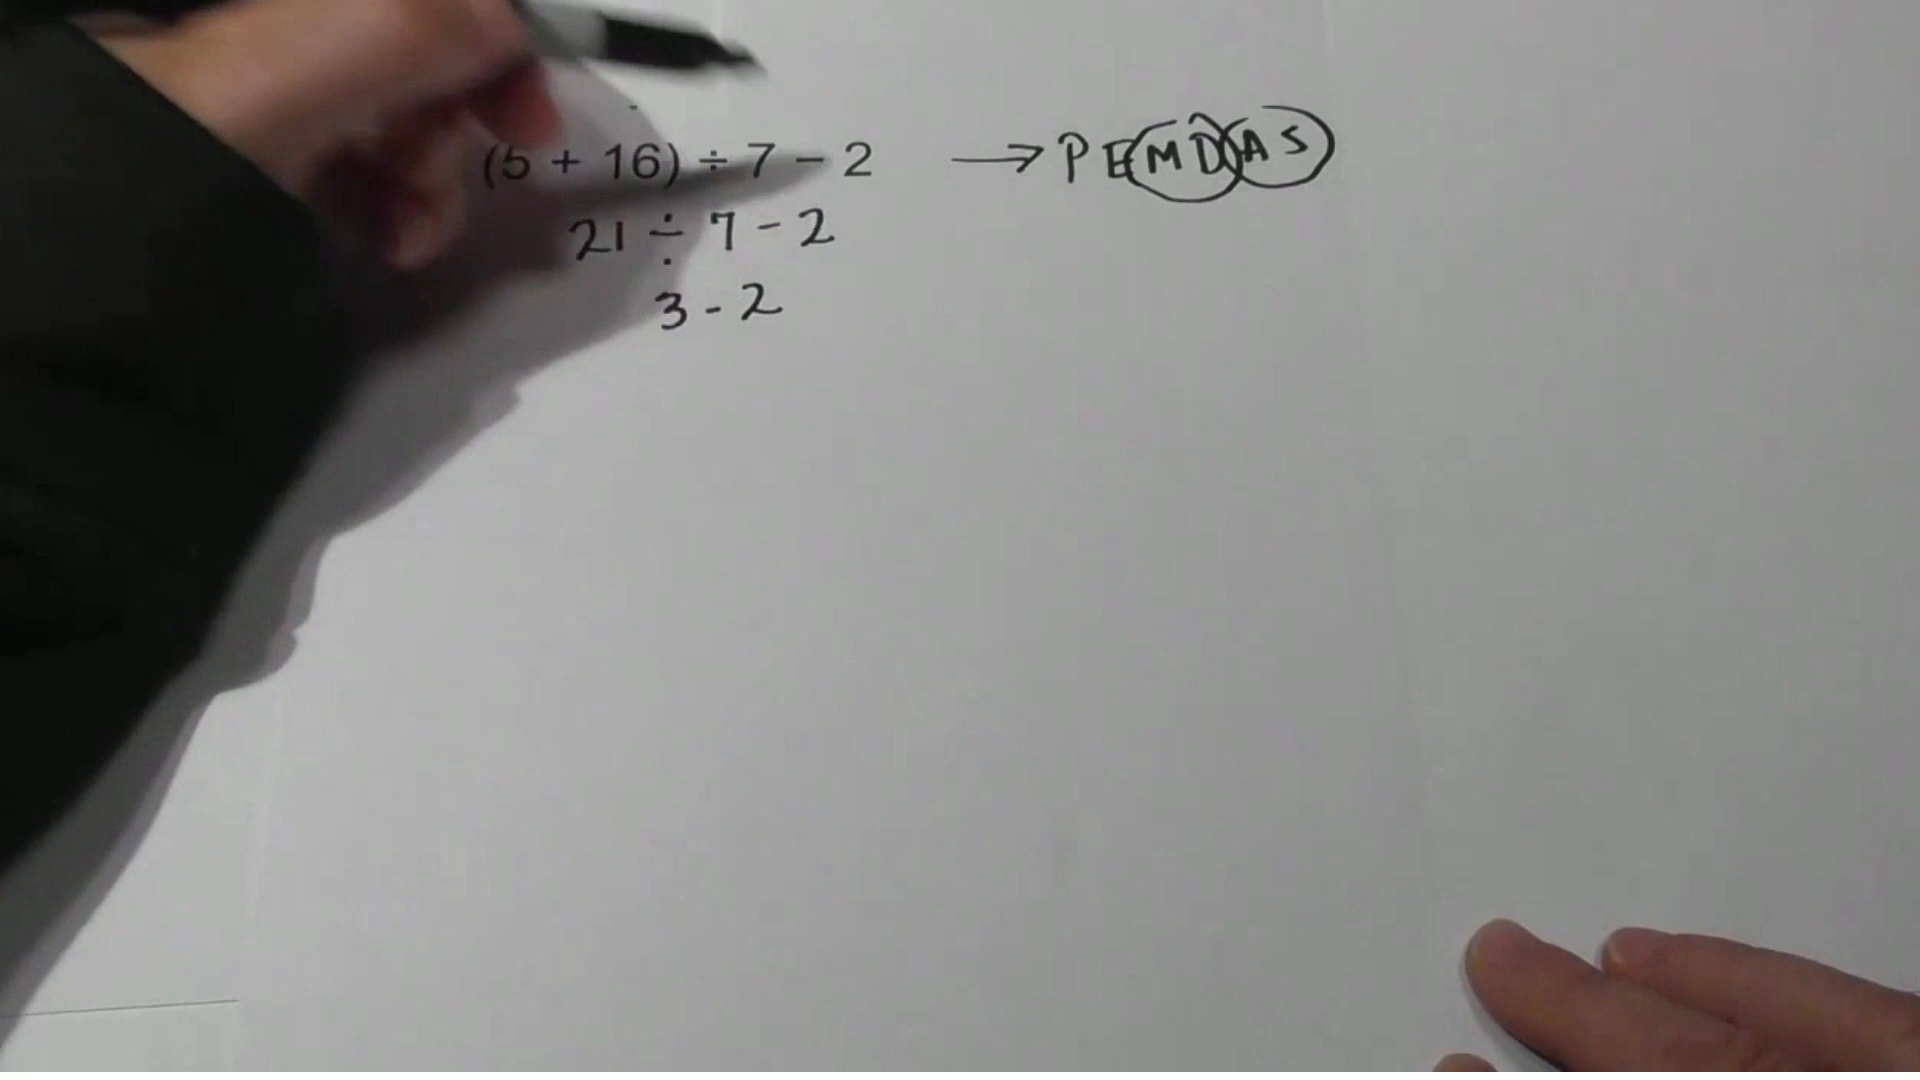 (5 + 16) ÷ 7 − 2 → PEMDAS
21 ÷ 7 - 2
3 - 2